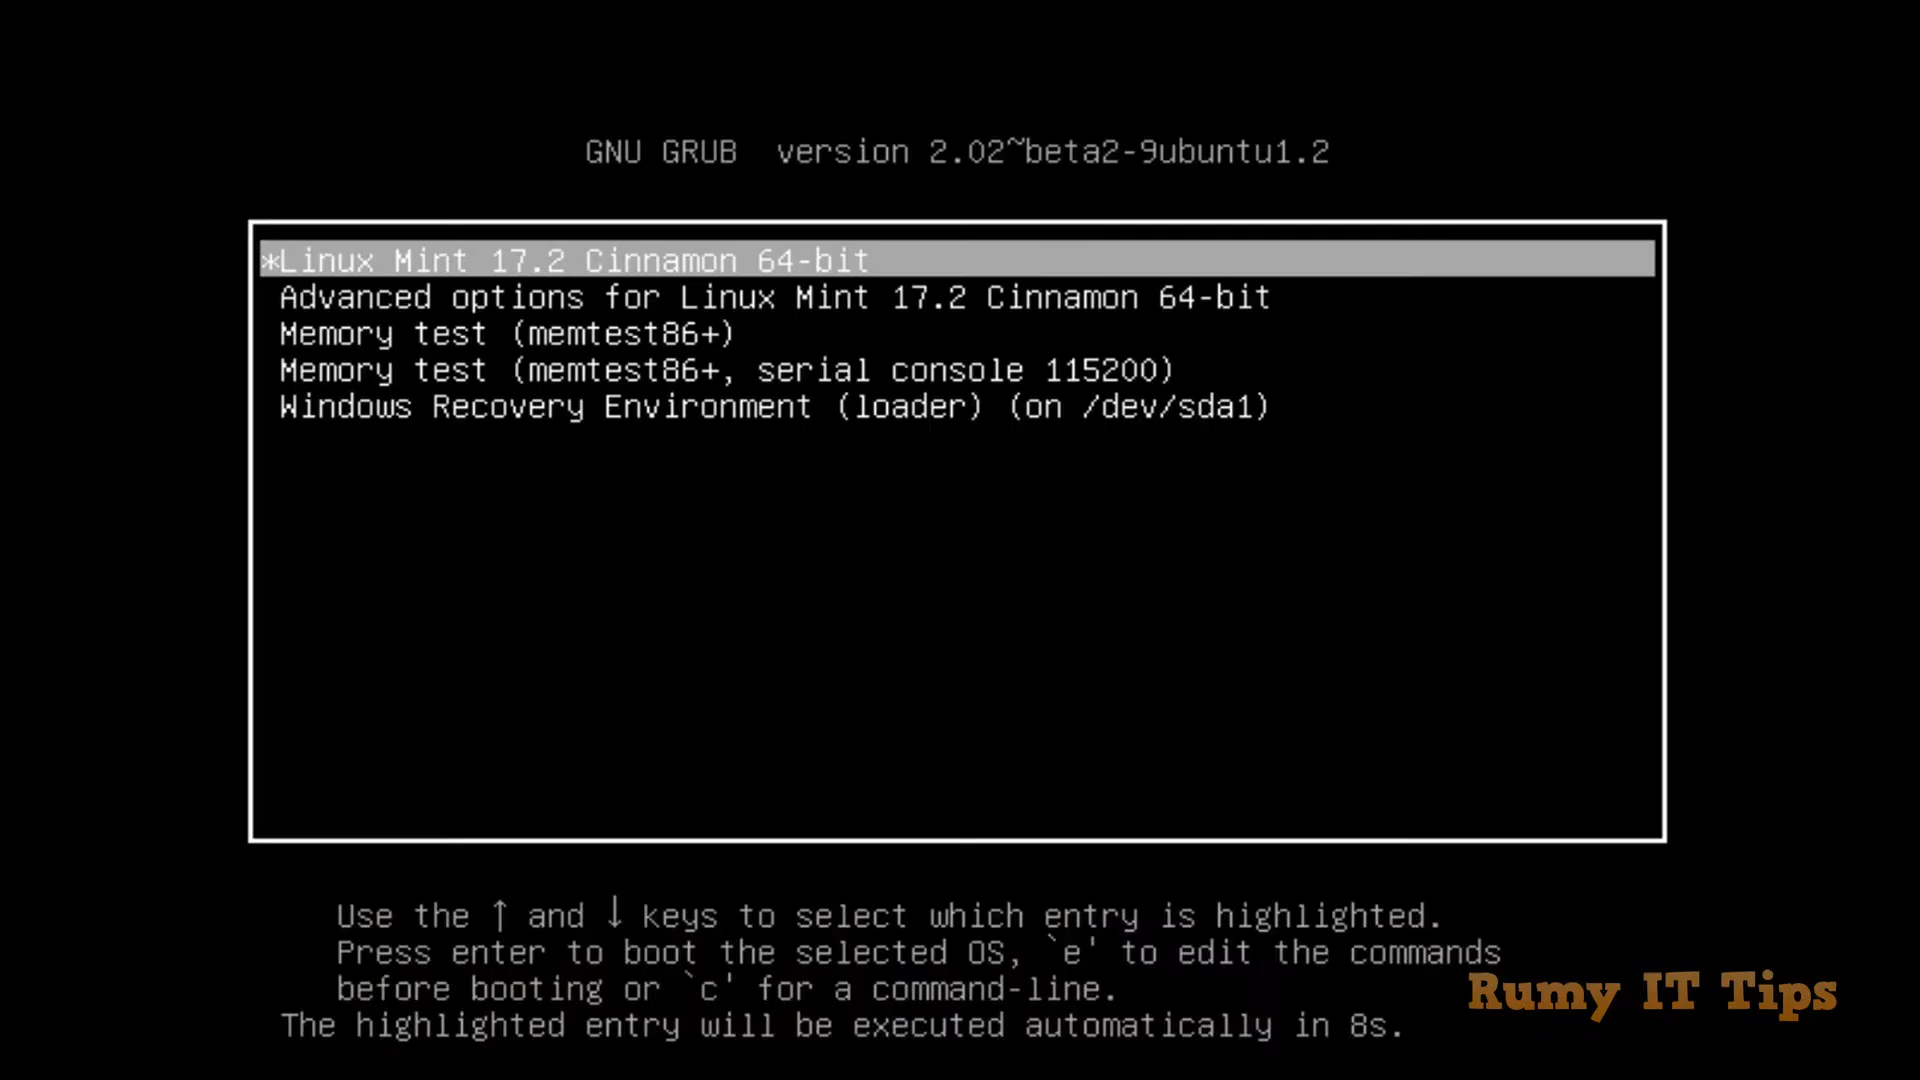 GNU GRUB  version 2.02~beta2-9ubuntu1.2
*Linux Mint 17.2 Cinnamon 64-bit
Advanced options for Linux Mint 17.2 Cinnamon 64-bit
Memory test (memtest86+)
Memory test (memtest86+, serial console 115200)
Windows Recovery Environment (loader) (on /dev/sda1)
Use the ↑ and ↓ keys to select which entry is highlighted.
Press enter to boot the selected OS, `e' to edit the commands
before booting or `c' for a command-line.
The highlighted entry will be executed automatically in 8s.
Rumy IT Tips